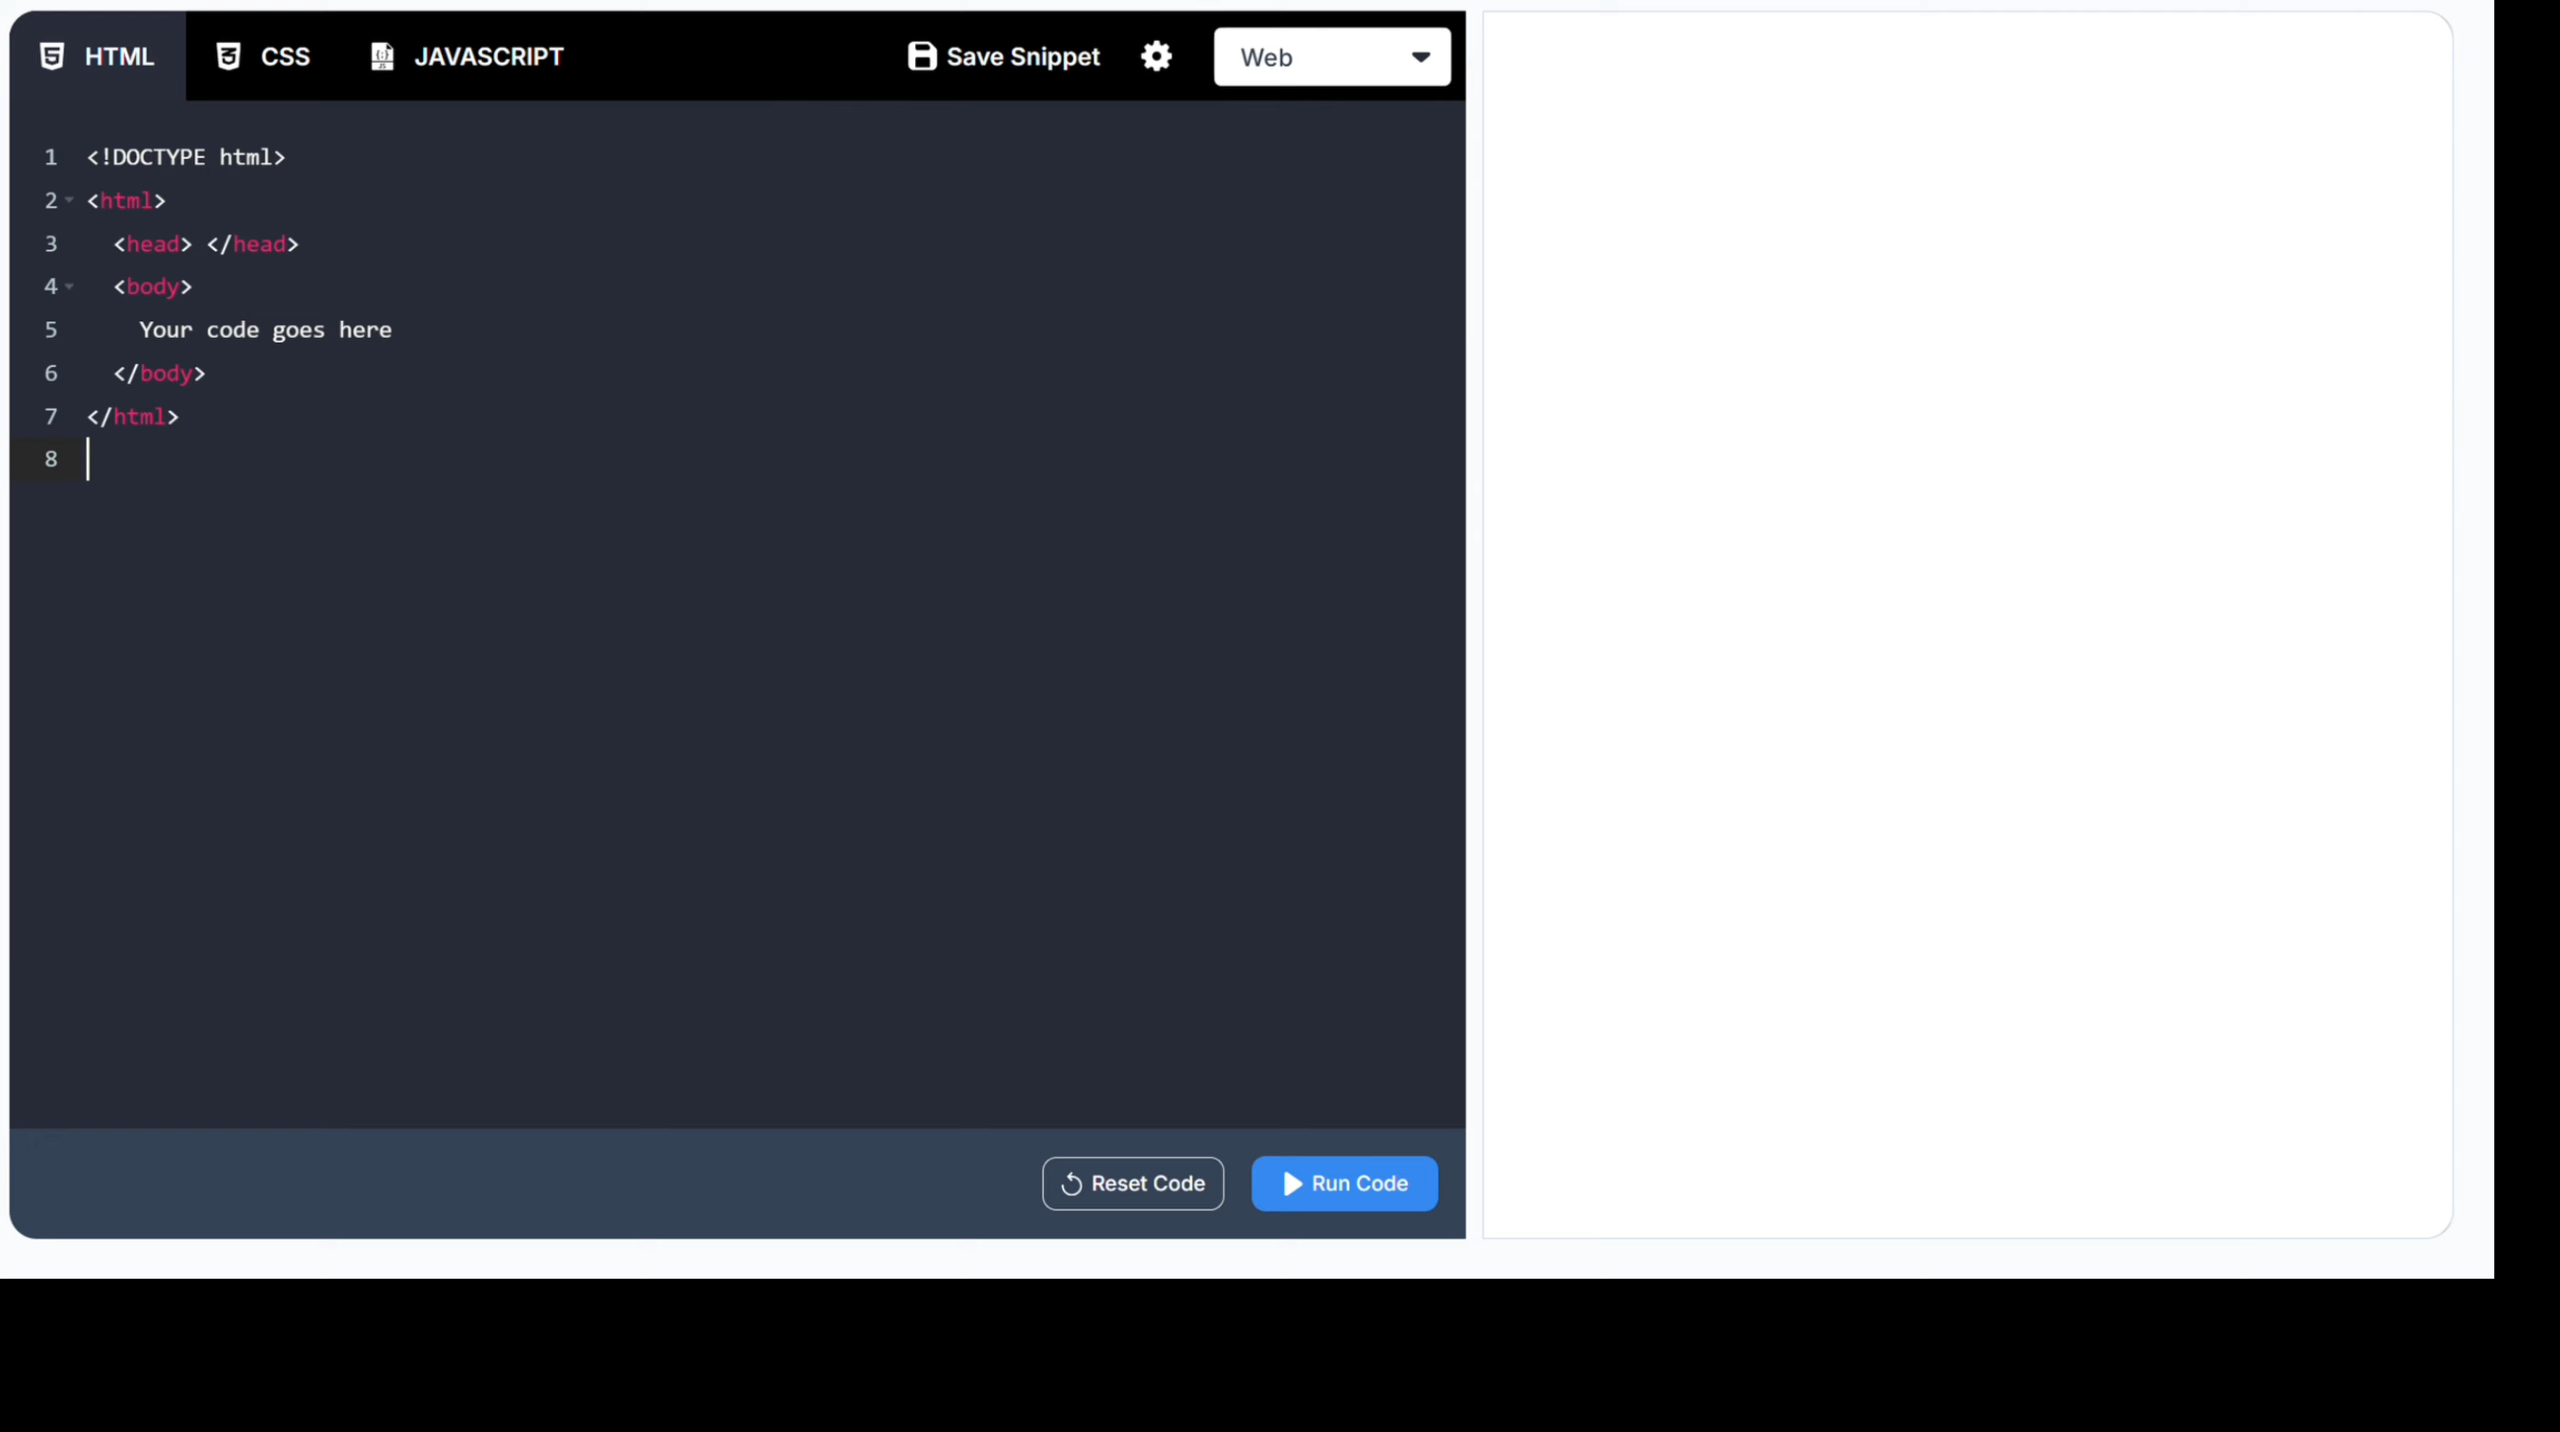 HTML CSS JAVASCRIPT Save Snippet Web
1 <!DOCTYPE html>
2 <html>
3 <head> </head>
4 <body>
5 Your code goes here
6 </body>
7 </html>
8
Reset Code Run Code